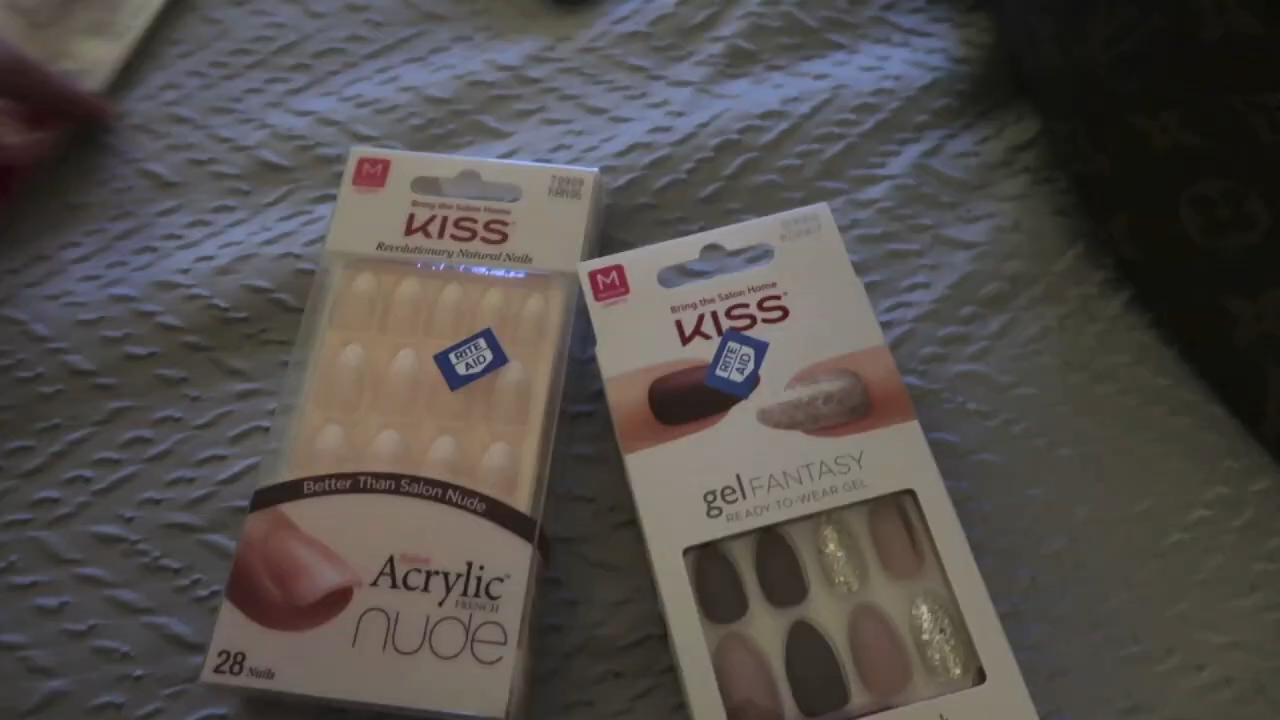 M
70909
Bring the Salon Home
KISS
Revolutionary Natural Nails
RITE
AID
Better Than Salon Nude
Acrylic
FRENCH
nude
28 Nails
M
Bring the Salon Home
KISS
RITE
AID
gel FANTASY
READY-TO-WEAR GEL